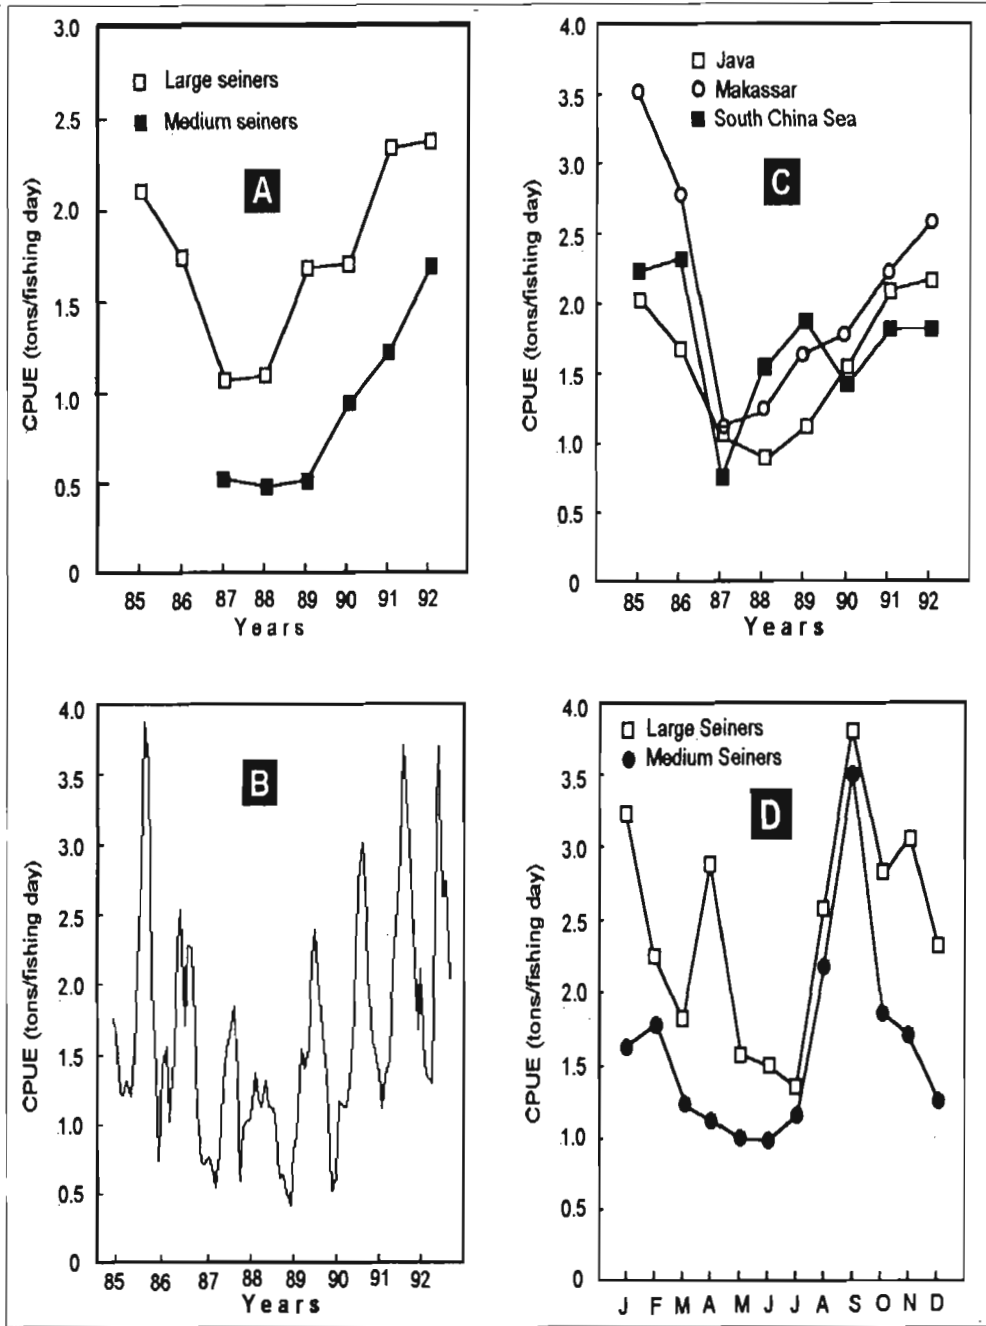 3.0
2.5
2.0
1.5
1.0
0.5
0
CPUE (tons/fishing day)
Large seiners
Medium seiners
A
85 86 87 88 89 90 91 92
Years
4.0
3.5
3.0
2.5
2.0
1.5
1.0
0.5
0
CPUE (tons/fishing day)
Java
Makassar
South China Sea
C
85 86 87 88 89 90 91 92
Years
4.0
3.5
3.0
2.5
2.0
1.5
1.0
0.5
0
CPUE (tons/fishing day)
B
85 86 87 88 89 90 91 92
Years
4.0
3.5
3.0
2.5
2.0
1.5
1.0
0.5
0
CPUE (tons/fishing day)
Large Seiners
Medium Seiners
D
J F M A M J J A S O N D